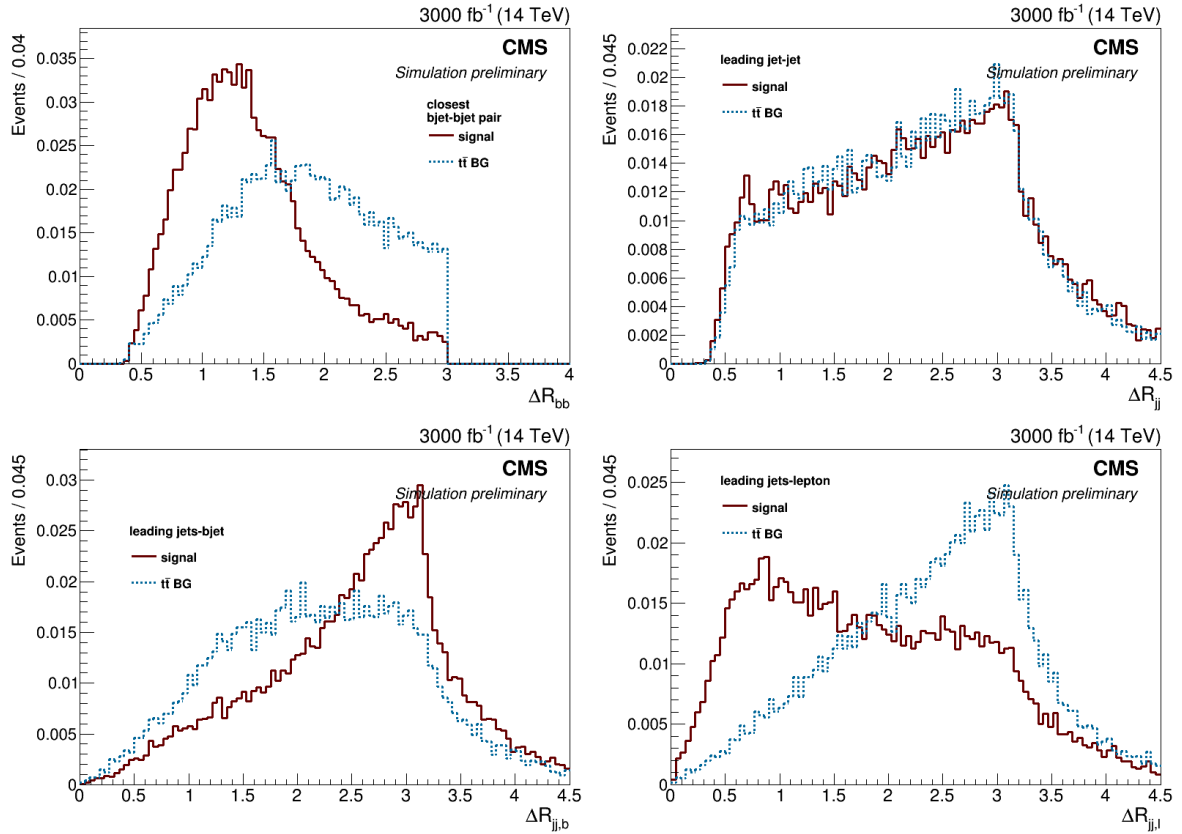 3000 fb-1 (14 TeV)
Events / 0.04
CMS
Simulation preliminary
closest
bjet-bjet pair
signal
tt̄ BG
0.035
0.03
0.025
0.02
0.015
0.01
0.005
0
0 0.5 1 1.5 2 2.5 3 3.5 4
ΔRbb
3000 fb-1 (14 TeV)
Events / 0.045
CMS
Simulation preliminary
leading jet-jet
signal
tt̄ BG
0.022
0.02
0.018
0.016
0.014
0.012
0.01
0.008
0.006
0.004
0.002
0
0 0.5 1 1.5 2 2.5 3 3.5 4 4.5
ΔRjj
3000 fb-1 (14 TeV)
Events / 0.045
CMS
Simulation preliminary
leading jets-bjet
signal
tt̄ BG
0.03
0.025
0.02
0.015
0.01
0.005
0
0 0.5 1 1.5 2 2.5 3 3.5 4 4.5
ΔRjj,b
3000 fb-1 (14 TeV)
Events / 0.045
CMS
Simulation preliminary
leading jets-lepton
signal
tt̄ BG
0.025
0.02
0.015
0.01
0.005
0
0 0.5 1 1.5 2 2.5 3 3.5 4 4.5
ΔRjj,l